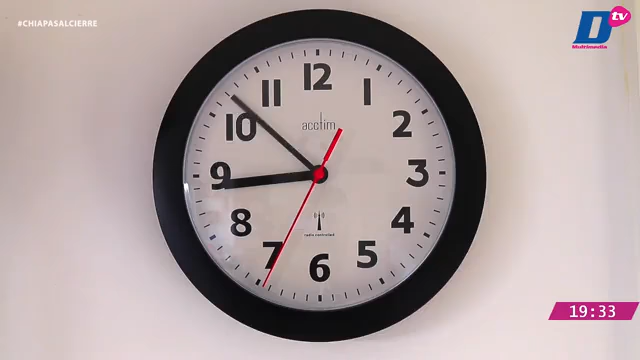 #CHIAPASALCIERRE
D tv
Multimedia
12
11
1
10
acctim
2
9
3
8
radio controlled
4
7
5
6
19:33